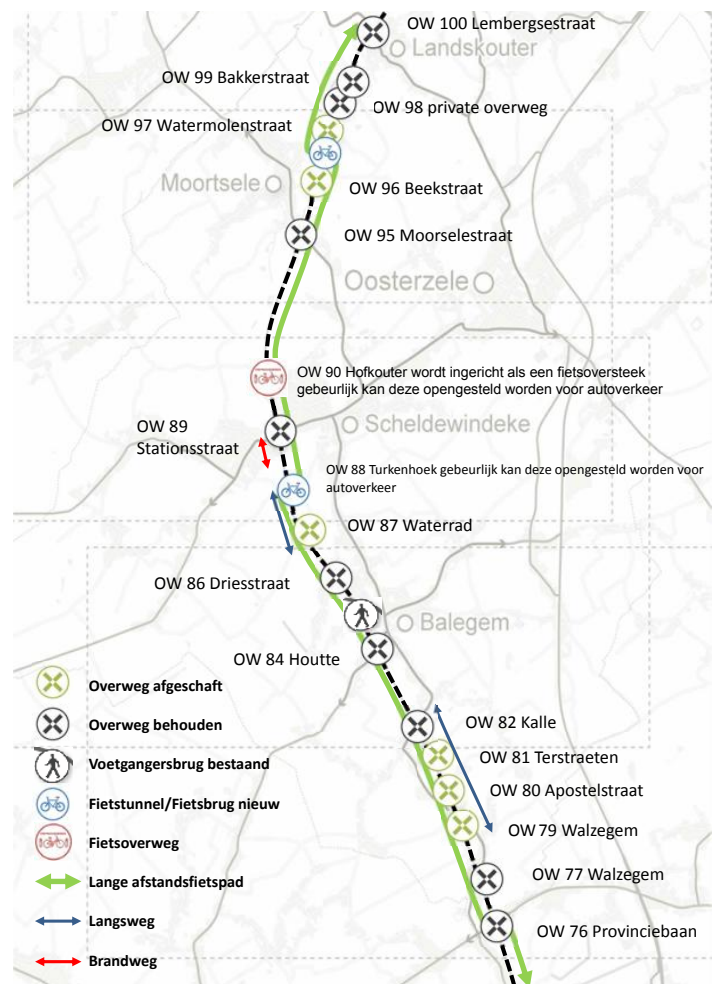 OW 100 Lembergsestraat
Landskouter
OW 99 Bakkerstraat
OW 98 private overweg
OW 97 Watermolenstraat
Moortsele
OW 96 Beekstraat
OW 95 Moorselestraat
Oosterzele
OW 90 Hofkouter wordt ingericht als een fietsoversteek
gebeurlijk kan deze opengesteld worden voor autoverkeer
OW 89
Stationsstraat
Scheldewindeke
OW 88 Turkenhoek gebeurlijk kan deze opengesteld worden voor
autoverkeer
OW 87 Waterrad
OW 86 Driesstraat
Balegem
OW 84 Houtte
OW 82 Kalle
OW 81 Terstraeten
OW 80 Apostelstraat
OW 79 Walzegem
OW 77 Walzegem
OW 76 Provinciebaan
Overweg afgeschaft
Overweg behouden
Voetgangersbrug bestaand
Fietstunnel/Fietsbrug nieuw
Fietsoverweg
Lange afstandsfietspad
Langsweg
Brandweg